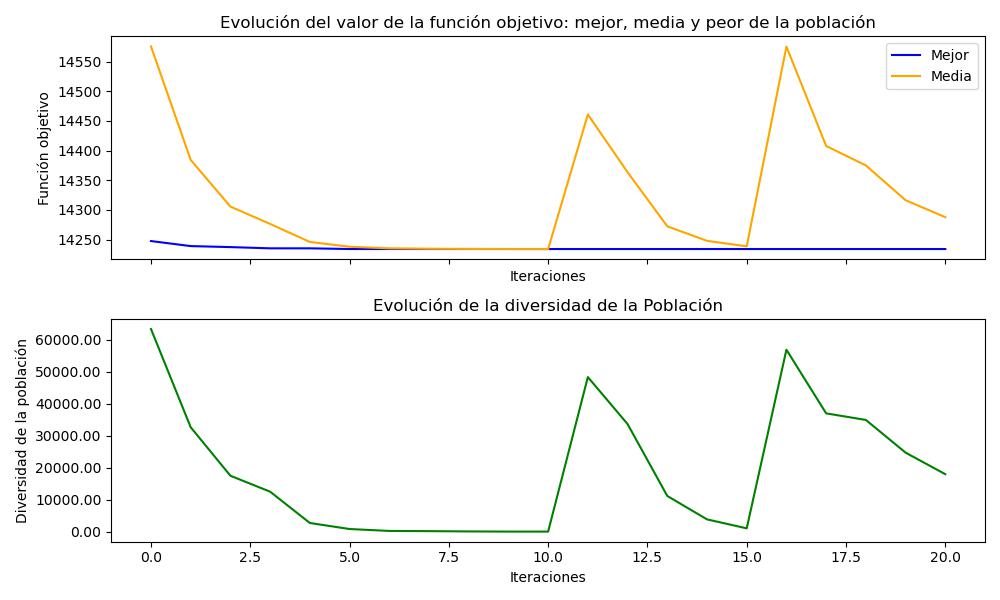 Evolución del valor de la función objetivo: mejor, media y peor de la población
Función objetivo
14550
14500
14450
14400
14350
14300
14250
Mejor
Media
Iteraciones
Evolución de la diversidad de la Población
Diversidad de la población
60000.00
50000.00
40000.00
30000.00
20000.00
10000.00
0.00
0.0 2.5 5.0 7.5 10.0 12.5 15.0 17.5 20.0
Iteraciones